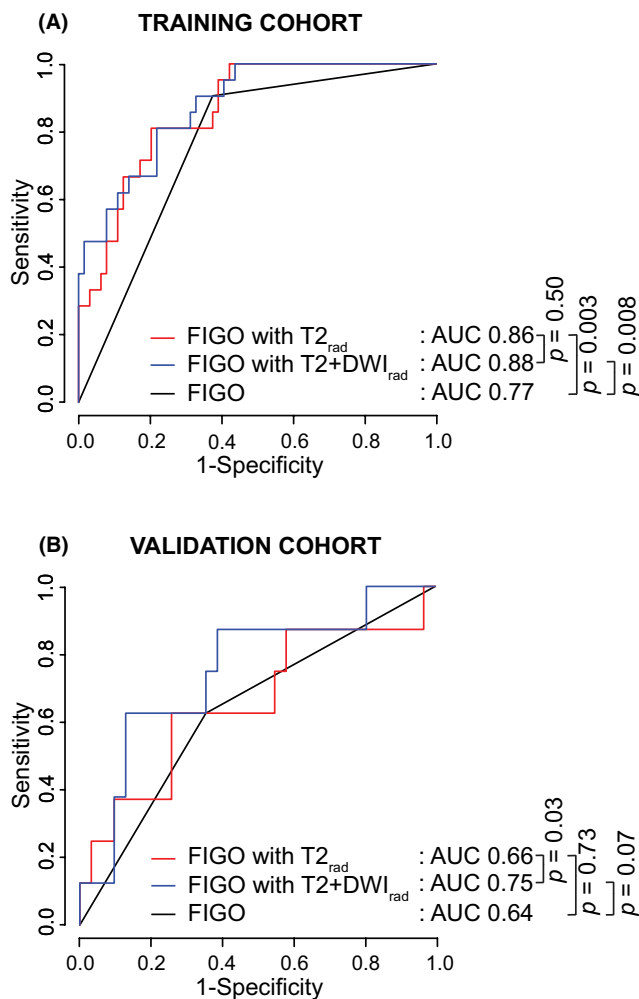 (A) TRAINING COHORT
1.0
0.8
0.6
0.4
0.2
0.0
Sensitivity
FIGO with T2rad : AUC 0.86
FIGO with T2+DWIrad : AUC 0.88
FIGO : AUC 0.77
p = 0.50
p = 0.003
p = 0.008
0.0 0.2 0.4 0.6 0.8 1.0
1-Specificity
(B) VALIDATION COHORT
1.0
0.8
0.6
0.4
0.2
0.0
Sensitivity
FIGO with T2rad : AUC 0.66
FIGO with T2+DWIrad : AUC 0.75
FIGO : AUC 0.64
p = 0.03
p = 0.73
p = 0.07
0.0 0.2 0.4 0.6 0.8 1.0
1-Specificity